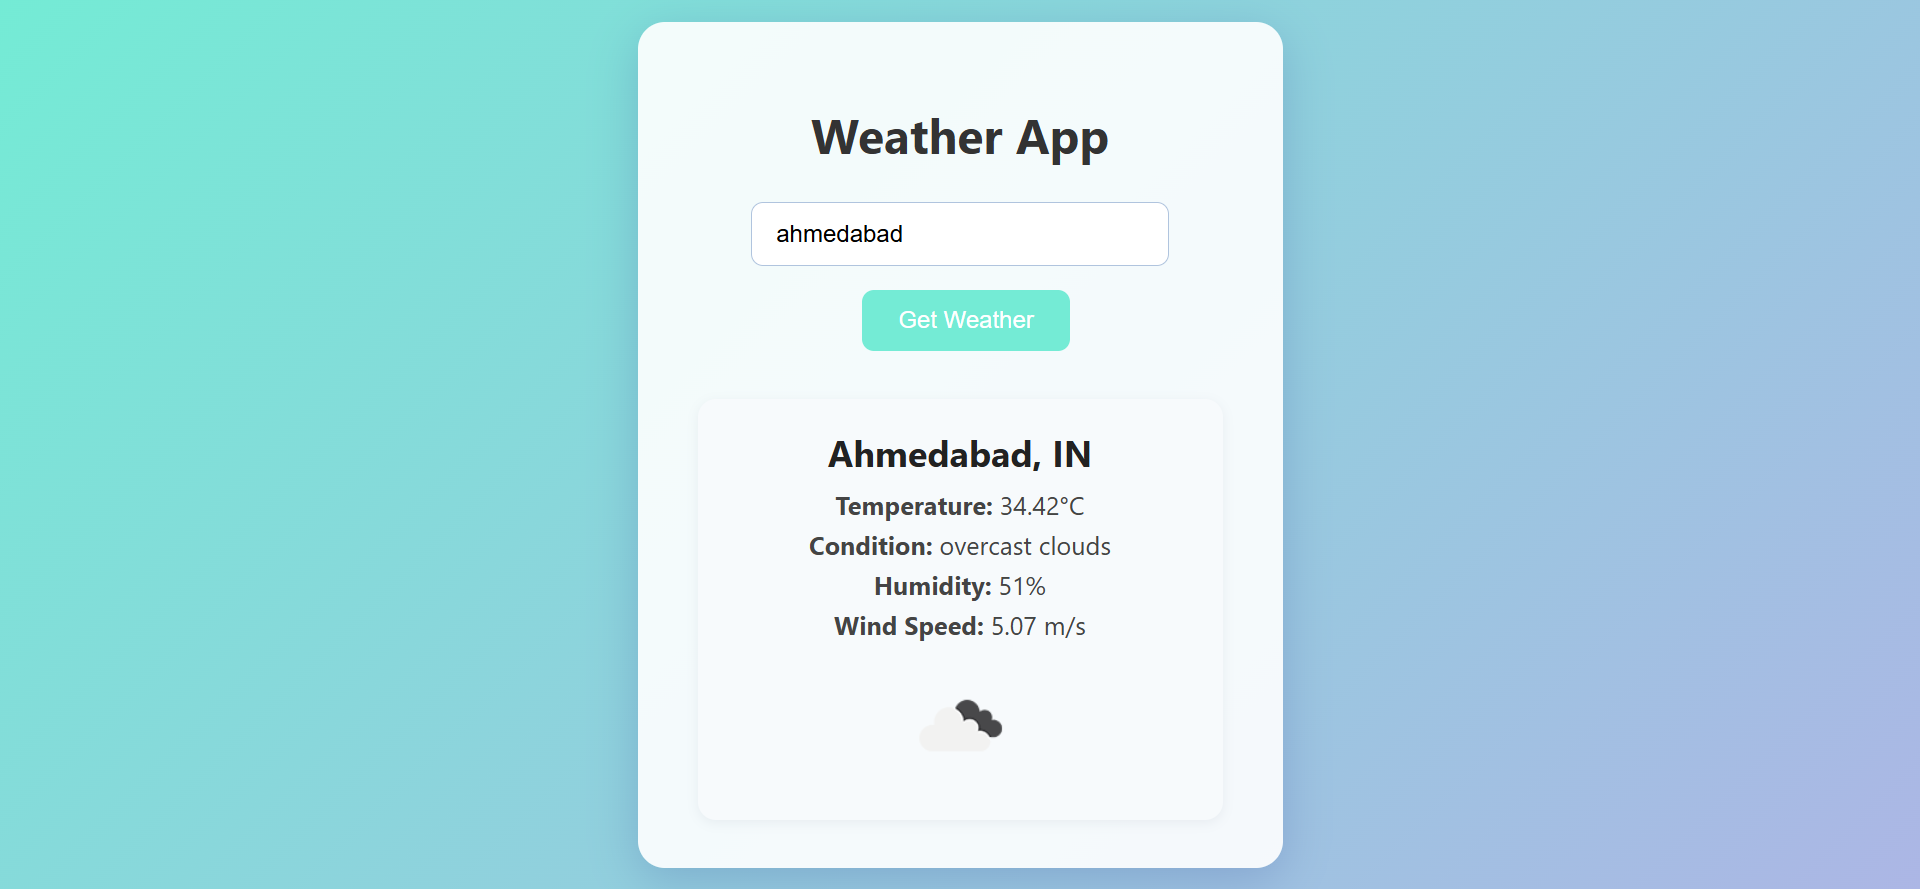 Weather App
ahmedabad
Get Weather
Ahmedabad, IN
Temperature: 34.42°C
Condition: overcast clouds
Humidity: 51%
Wind Speed: 5.07 m/s